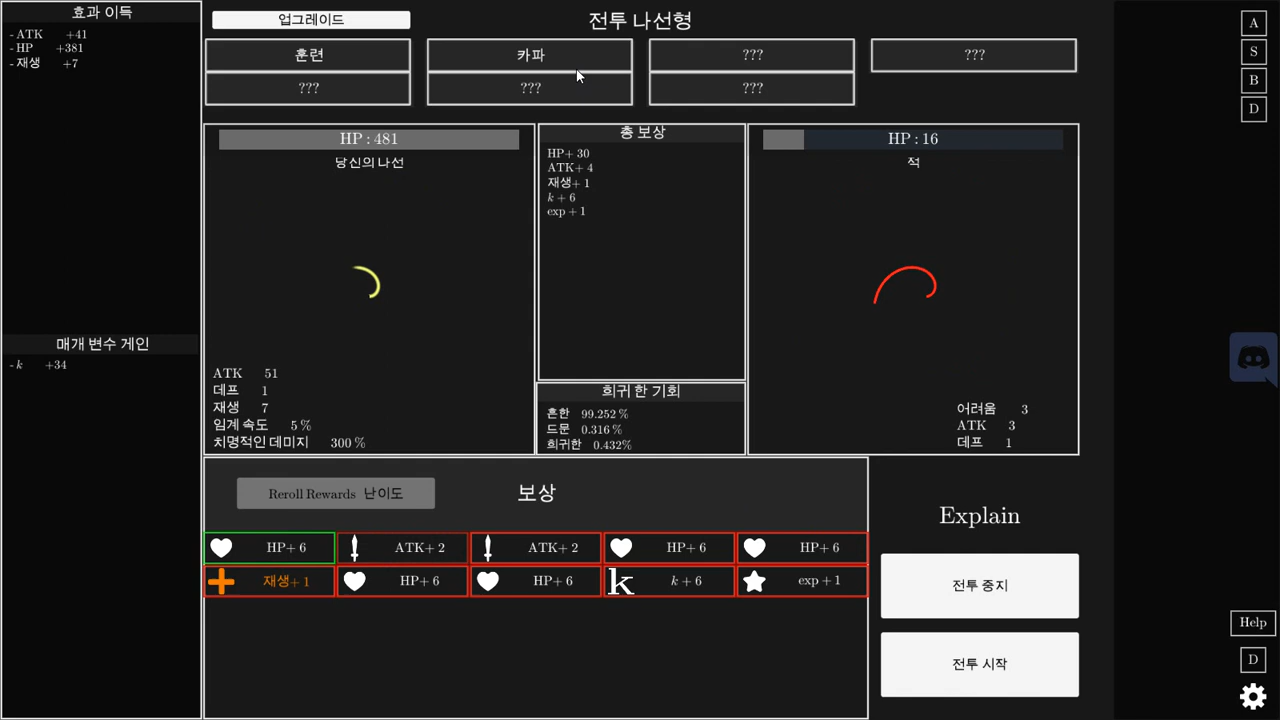 효과 이득
- ATK +41
- HP +381
- 재생 +7
매개 변수 게인
- k +34
업그레이드
전투 나선형
훈련
카파
???
???
???
???
???
HP : 481
당신의 나선
ATK 51
데프 1
재생 7
임계 속도 5 %
치명적인 데미지 300 %
총 보상
HP+ 30
ATK+ 4
재생+ 1
k + 6
exp + 1
희귀 한 기회
흔한 99.252 %
드문 0.316 %
희귀한 0.432%
HP : 16
적
어려움 3
ATK 3
데프 1
Reroll Rewards 난이도
보상
HP+ 6
ATK+ 2
ATK+ 2
HP+ 6
HP+ 6
재생+ 1
HP+ 6
HP+ 6
k k + 6
exp + 1
Explain
전투 중지
전투 시작
A
S
B
D
Help
D